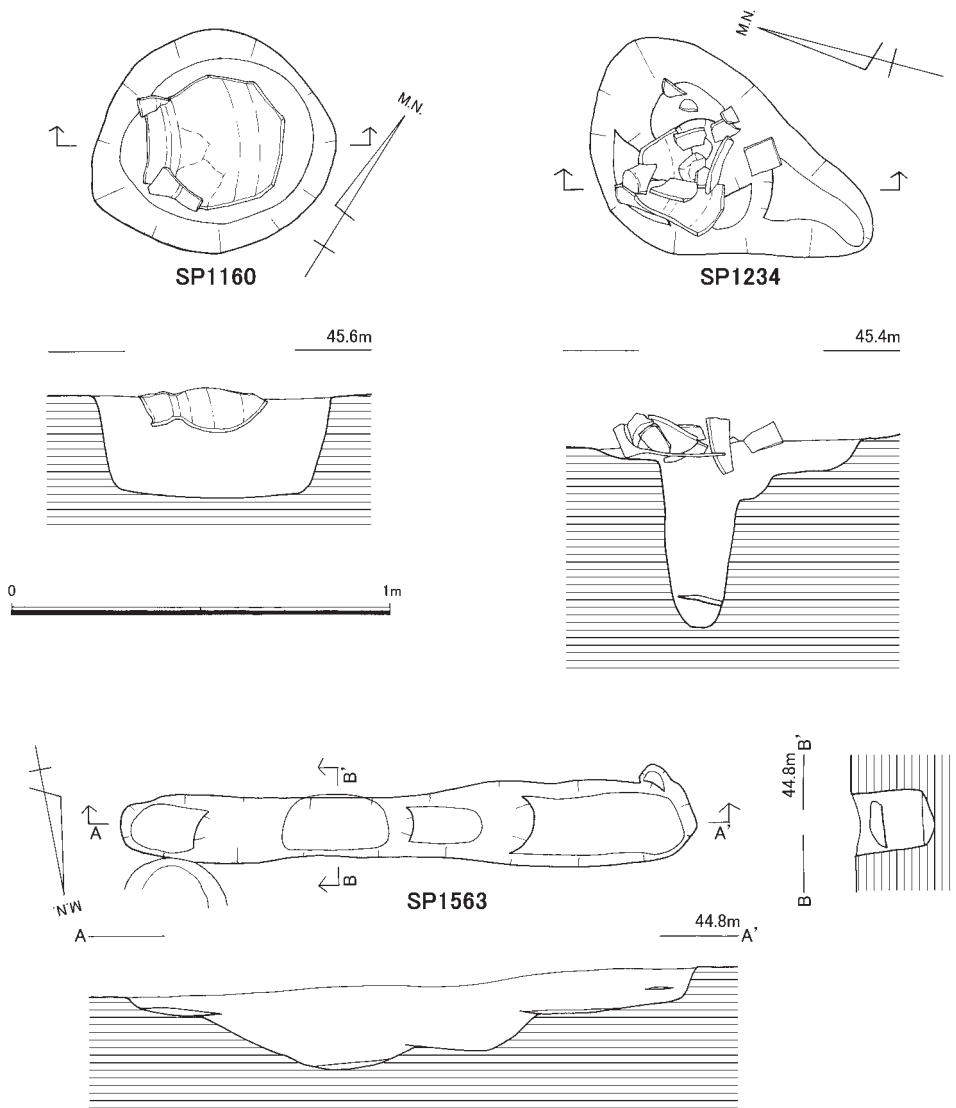 M.N.
M.N.
SP1160
SP1234
45.6m
45.4m
0 1m
M.N.
B'
A
A'
B
SP1563
44.8m
B'
B
A
44.8m
A'